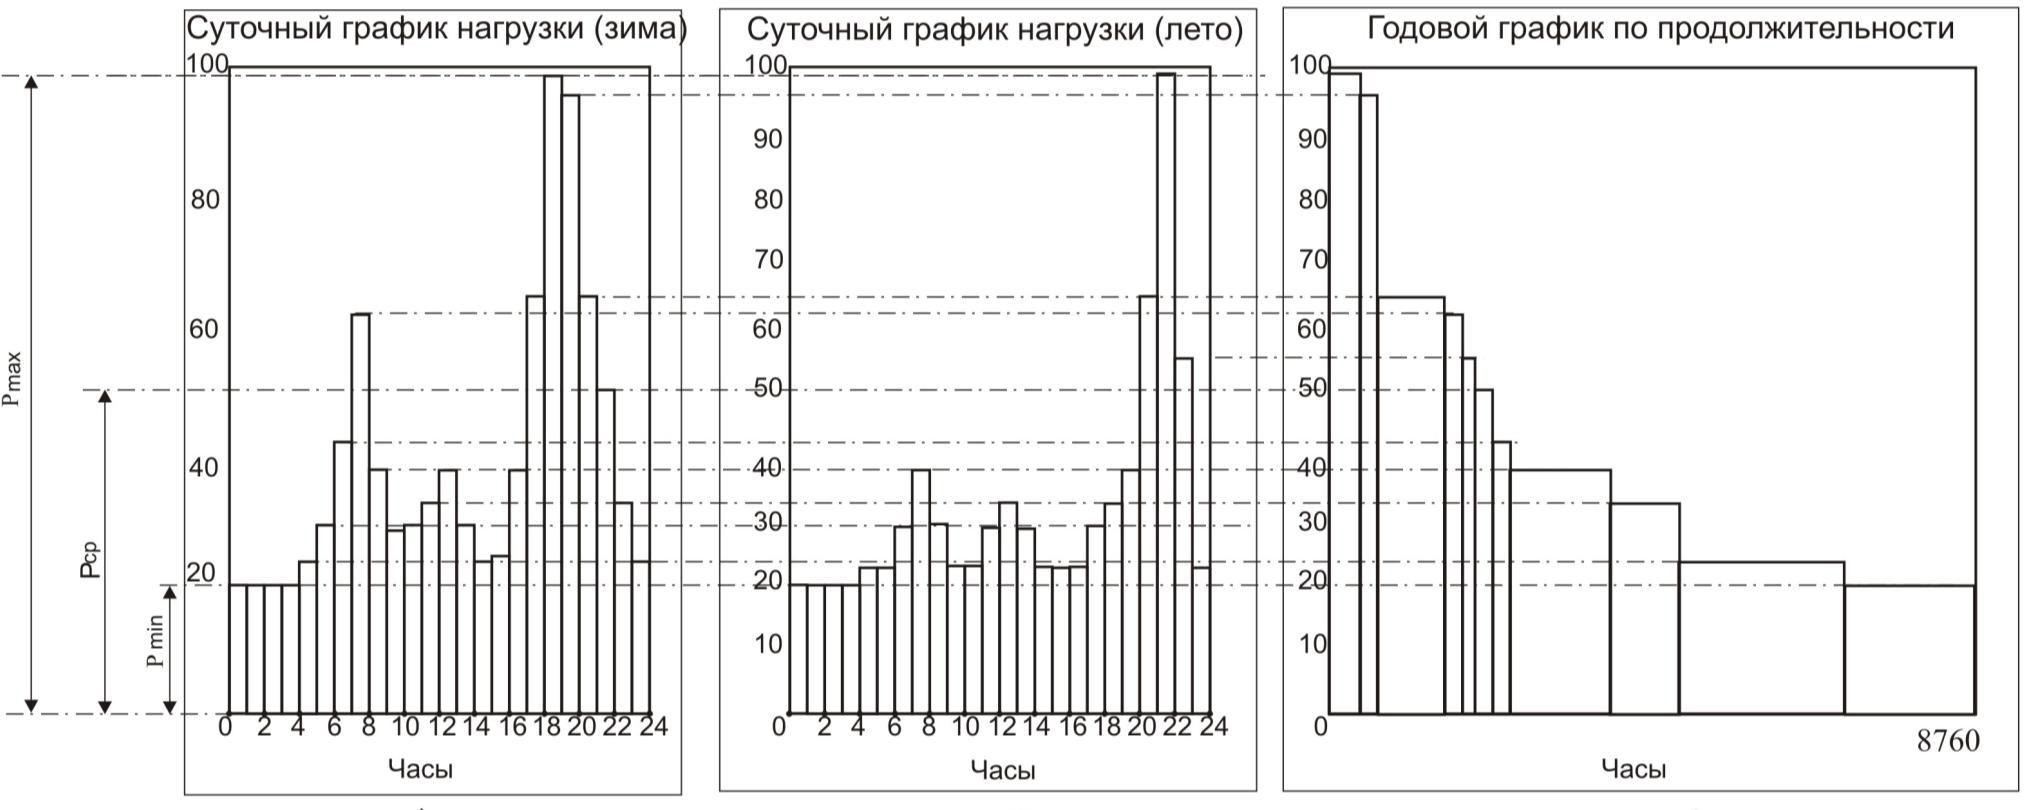 Суточный график нагрузки (зима)
100
80
60
40
20
0 2 4 6 8 10 12 14 16 18 20 22 24
Часы
Pmax
Pср
P min
Суточный график нагрузки (лето)
100
90
80
70
60
50
40
30
20
10
0 2 4 6 8 10 12 14 16 18 20 22 24
Часы
Годовой график по продолжительности
100
90
80
70
60
50
40
30
20
10
0
8760
Часы